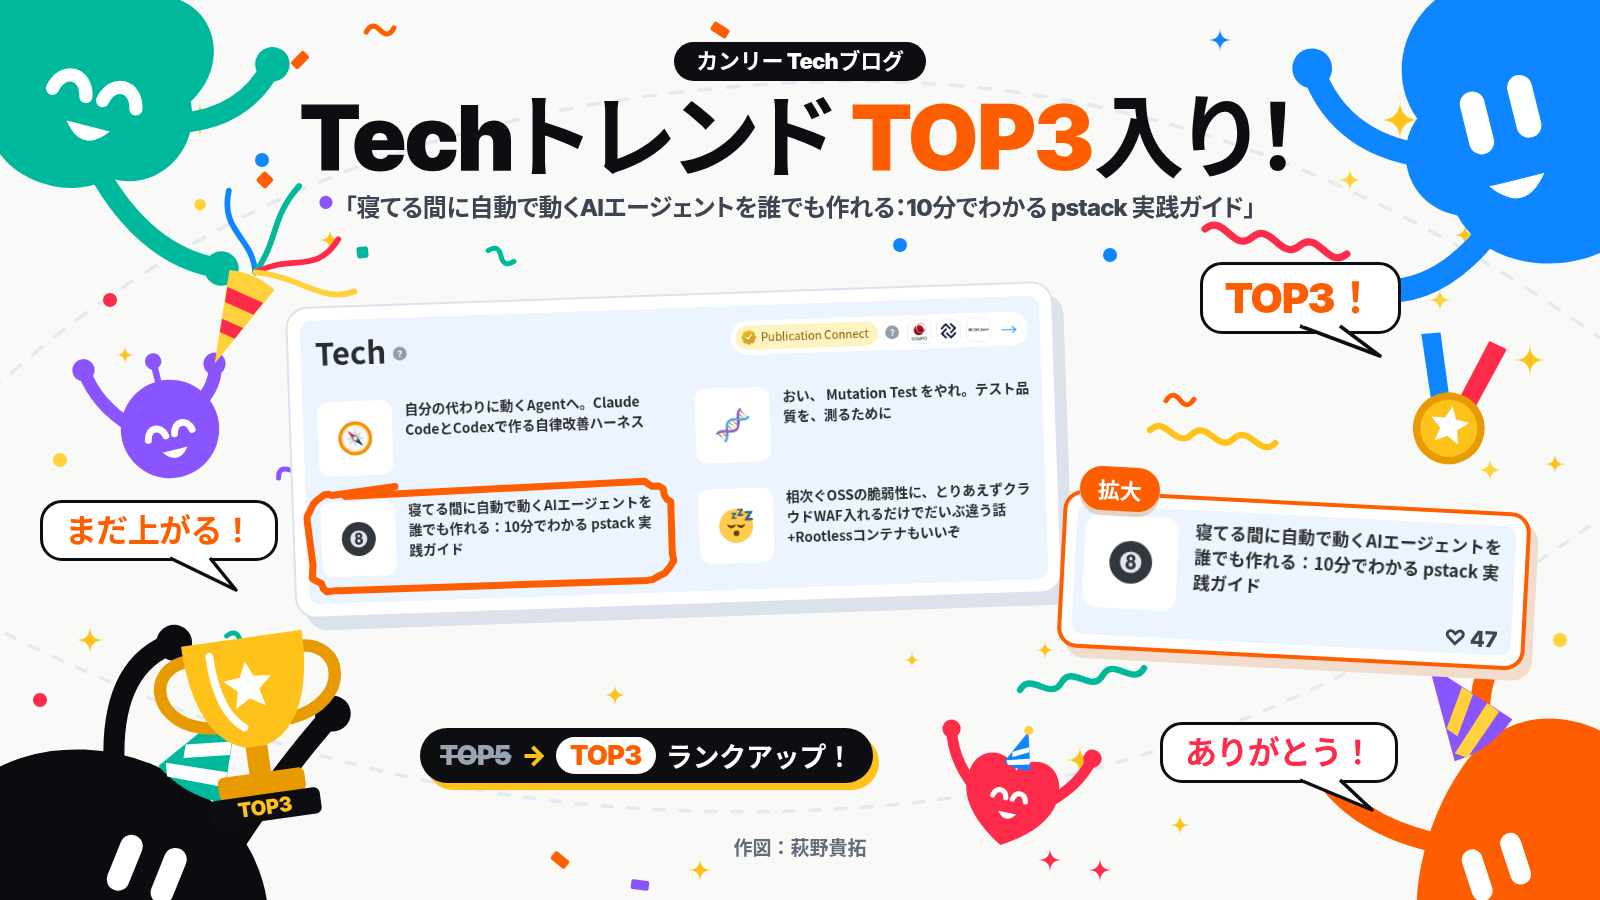 カンリー Techブログ
Techトレンド TOP3入り!
「寝てる間に自動で動くAIエージェントを誰でも作れる:10分でわかる pstack 実践ガイド」
TOP3！
Tech ?
Publication Connect ?
SOMPO
自分の代わりに動くAgentへ。Claude
CodeとCodexで作る自律改善ハーネス
おい、 Mutation Test をやれ。テスト品
質を、測るために
8
寝てる間に自動で動くAIエージェントを
誰でも作れる：10分でわかる pstack 実
践ガイド
zzZ
相次ぐOSSの脆弱性に、とりあえずクラ
ウドWAF入れるだけでだいぶ違う話
+Rootlessコンテナもいいぞ
まだ上がる！
拡大
8
寝てる間に自動で動くAIエージェントを
誰でも作れる：10分でわかる pstack 実
践ガイド
♡ 47
TOP3
TOP5 → TOP3 ランクアップ！
ありがとう！
作図：萩野貴拓